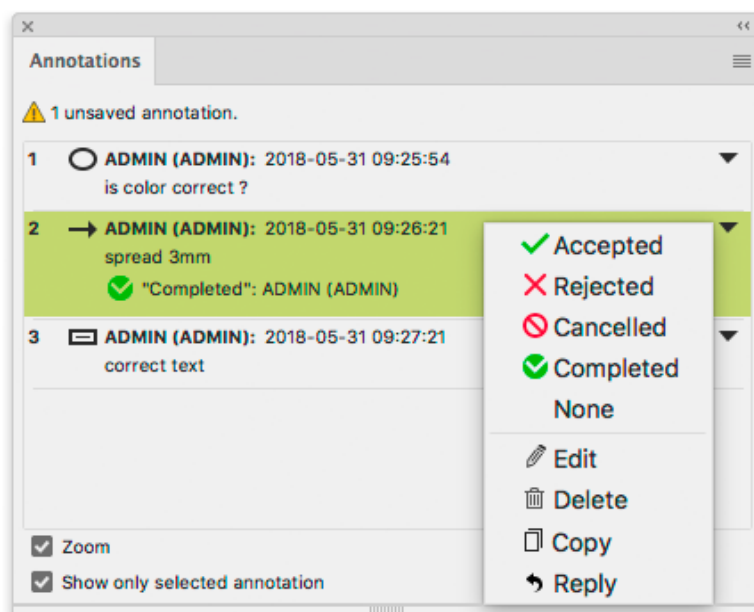 Annotations
1 unsaved annotation.
1 ADMIN (ADMIN): 2018-05-31 09:25:54
is color correct ?
2 ADMIN (ADMIN): 2018-05-31 09:26:21
spread 3mm
"Completed": ADMIN (ADMIN)
3 ADMIN (ADMIN): 2018-05-31 09:27:21
correct text
Accepted
Rejected
Cancelled
Completed
None
Edit
Delete
Copy
Reply
Zoom
Show only selected annotation